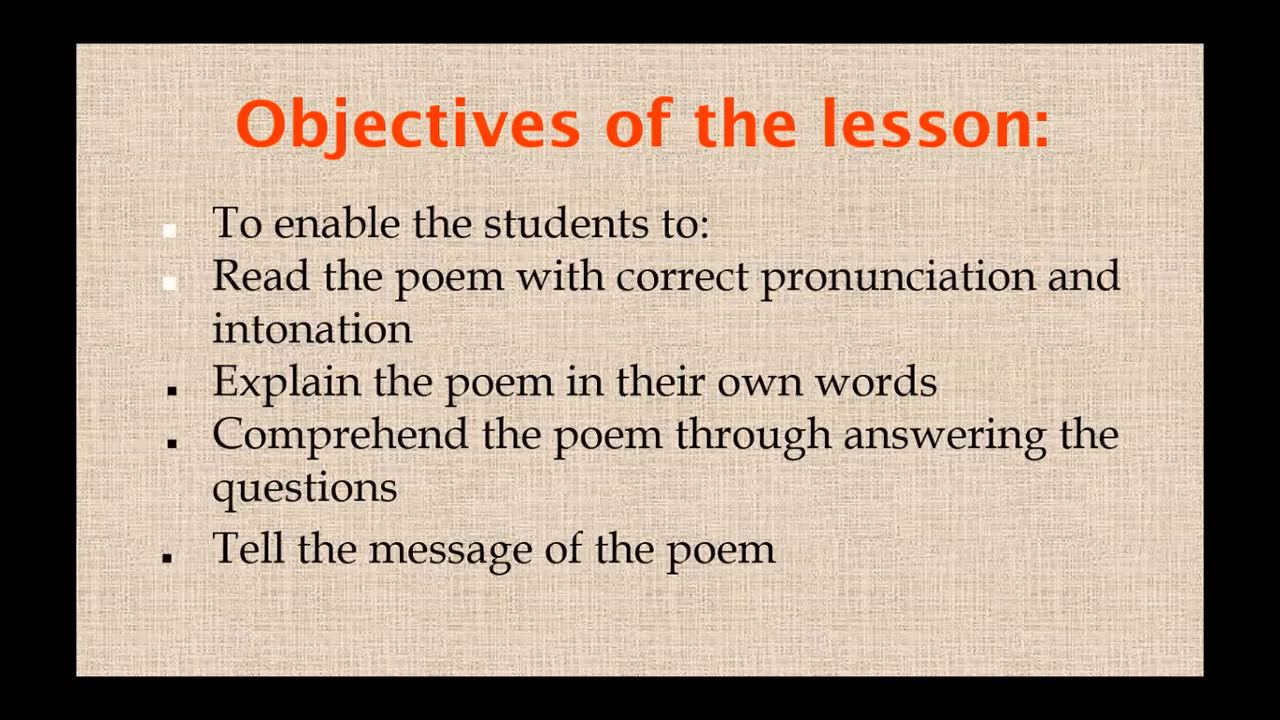 Objectives of the lesson:
To enable the students to:
Read the poem with correct pronunciation and
intonation
Explain the poem in their own words
Comprehend the poem through answering the
questions
Tell the message of the poem